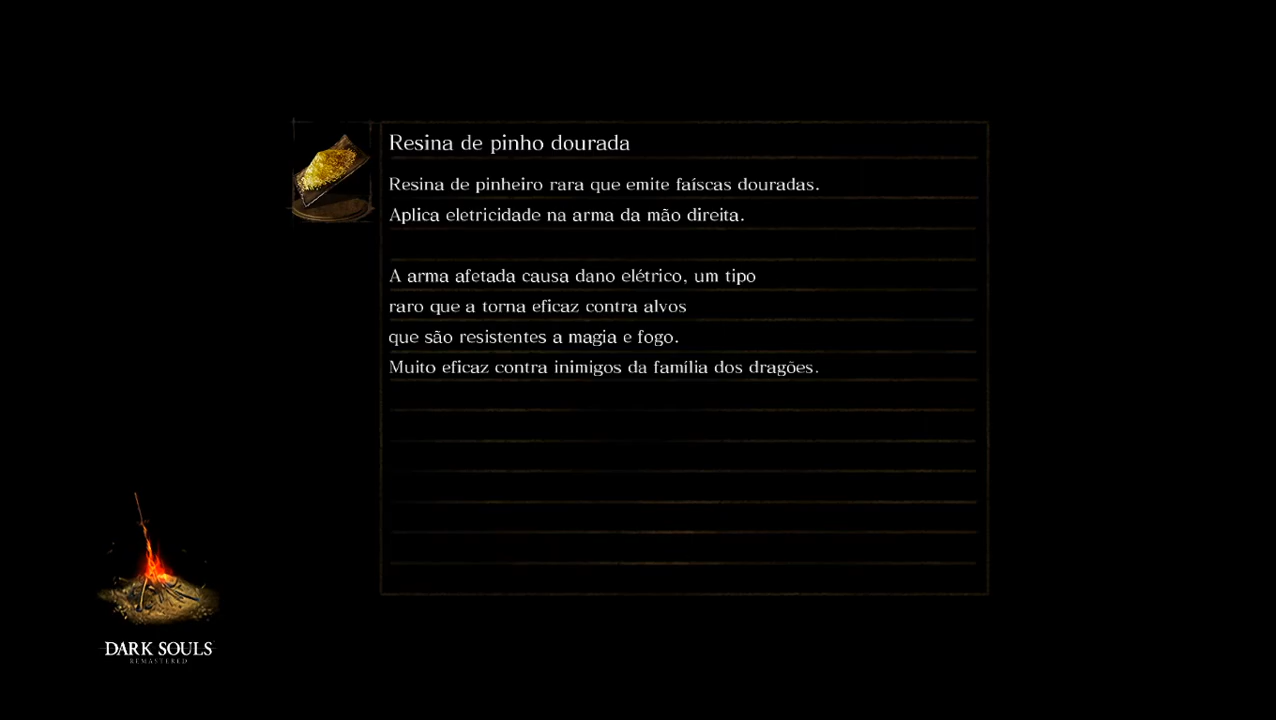 Resina de pinho dourada
Resina de pinheiro rara que emite faíscas douradas.
Aplica eletricidade na arma da mão direita.
A arma afetada causa dano elétrico, um tipo
raro que a torna eficaz contra alvos
que são resistentes a magia e fogo.
Muito eficaz contra inimigos da família dos dragões.
DARK SOULS
REMASTERED